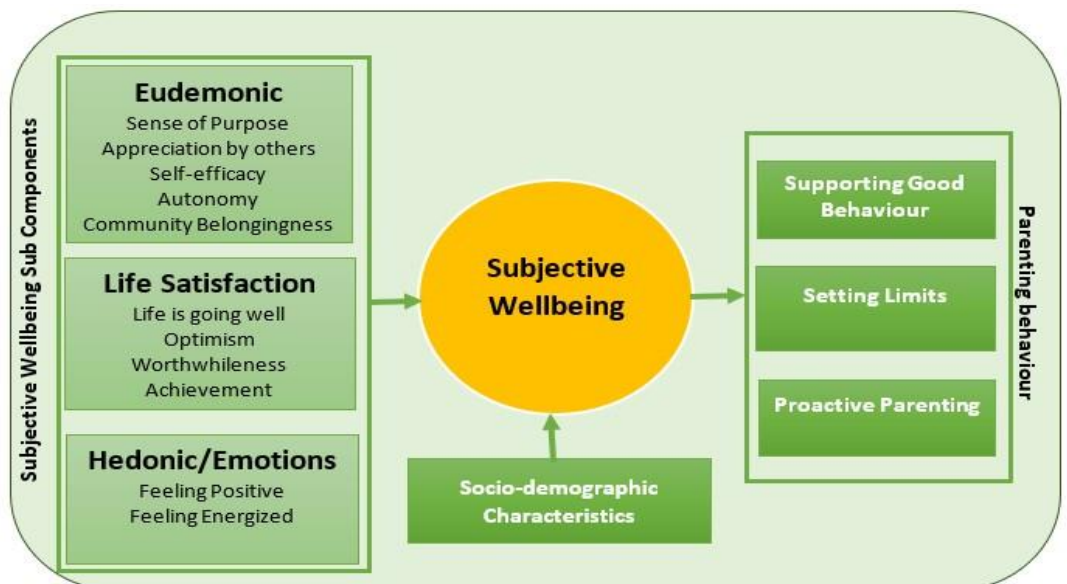 Subjective Wellbeing Sub Components
Eudemonic
Sense of Purpose
Appreciation by others
Self-efficacy
Autonomy
Community Belongingness
Life Satisfaction
Life is going well
Optimism
Worthwhileness
Achievement
Hedonic/Emotions
Feeling Positive
Feeling Energized
Subjective
Wellbeing
Socio-demographic
Characteristics
Supporting Good
Behaviour
Setting Limits
Proactive Parenting
Parenting behaviour